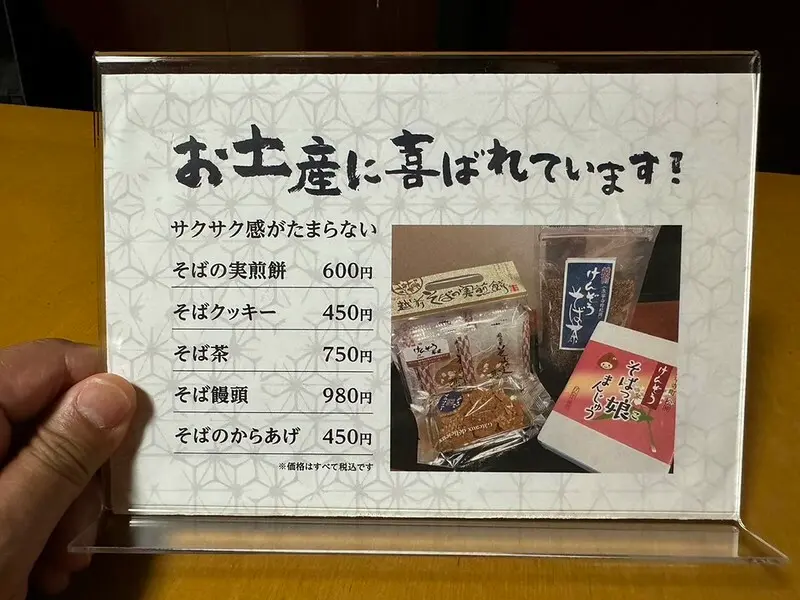 お土産に喜ばれています!
サクサク感がたまらない
そばの実煎餅 600円
そばクッキー 450円
そば茶 750円
そば饅頭 980円
そばのからあげ 450円
※価格はすべて税込です
越前そばの実煎餅
けんぞう
そば茶
けんぞう
そばっ娘
まんじゅう